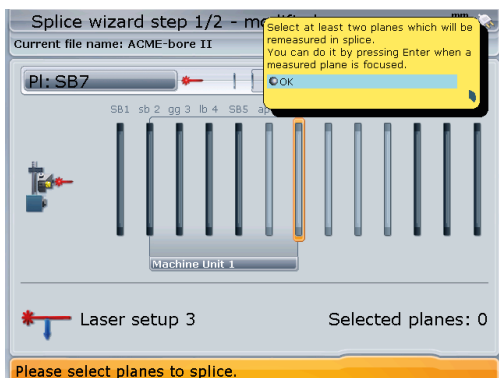 Splice wizard step 1/2 - modified
Current file name: ACME-bore II
Select at least two planes which will be
remeasured in splice.
You can do it by pressing Enter when a
measured plane is focused.
OK
Pl: SB7
SB1 sb 2 gg 3 lb 4 SB5
Machine Unit 1
Laser setup 3
Selected planes: 0
Please select planes to splice.